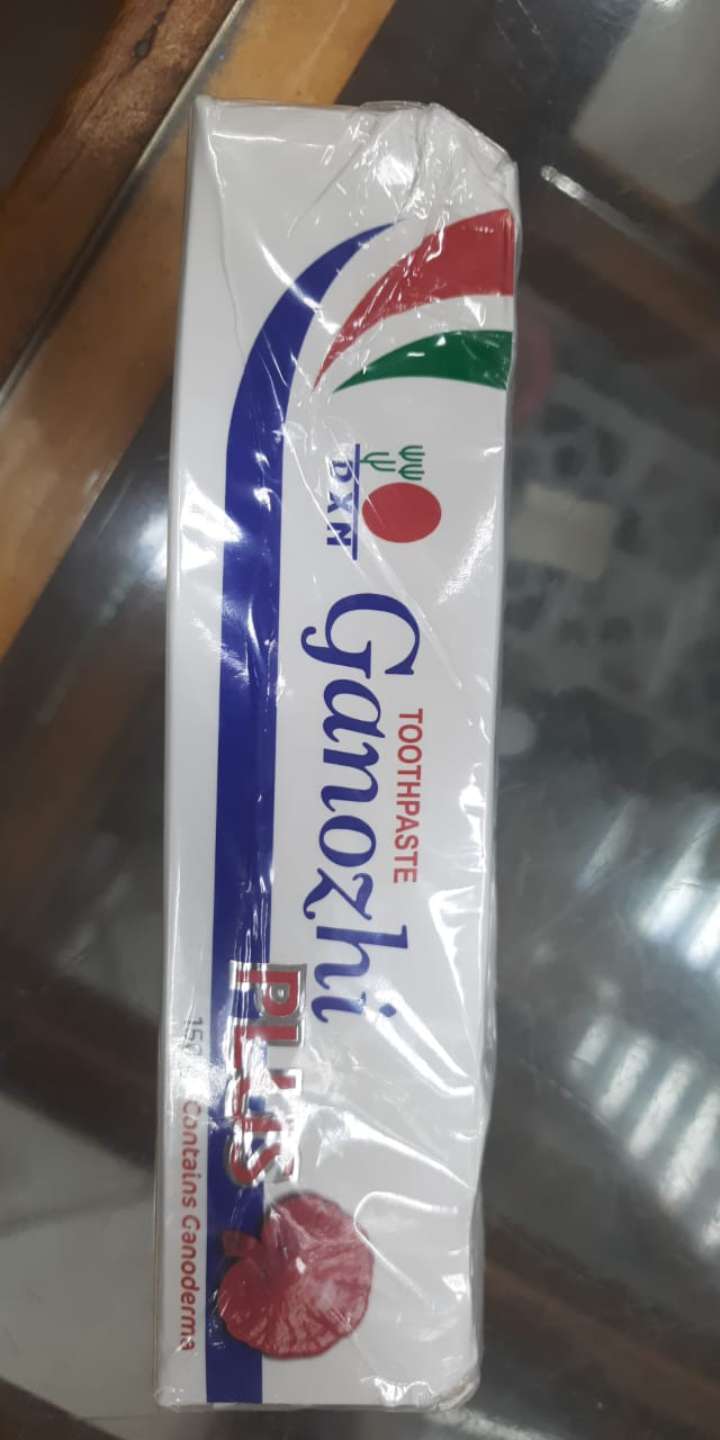 DXN
TOOTHPASTE
Ganozhi
PLUS
Contains Ganoderma